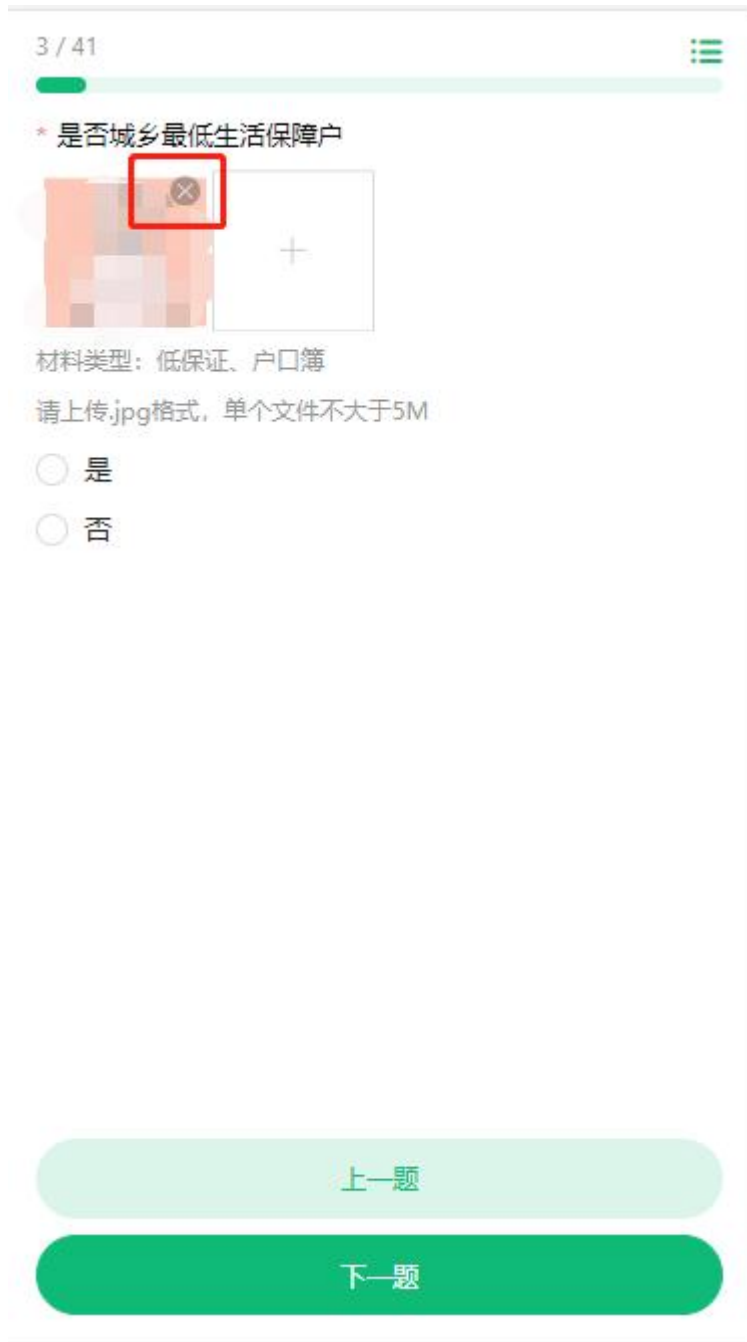 3 / 41
* 是否城乡最低生活保障户
材料类型：低保证、户口簿
请上传.jpg格式，单个文件不大于5M
是
否
上一题
下一题